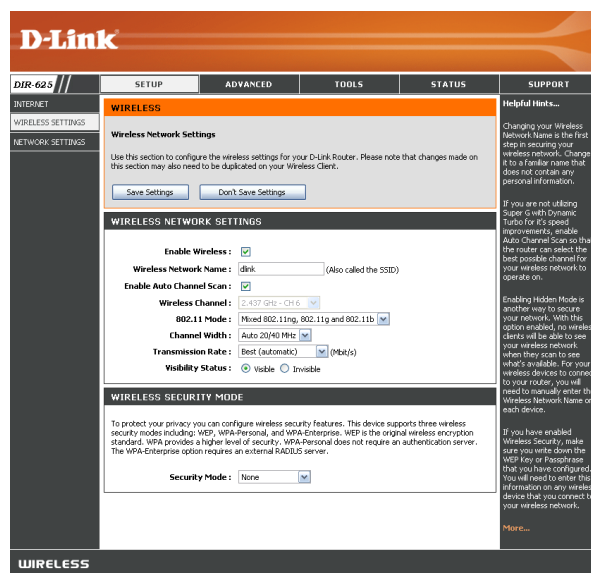 D-Link
DIR-625 //
SETUP
ADVANCED
TOOLS
STATUS
SUPPORT
INTERNET
WIRELESS SETTINGS
NETWORK SETTINGS
WIRELESS
Wireless Network Settings
Use this section to configure the wireless settings for your D-Link Router. Please note that changes made on
this section may also need to be duplicated on your Wireless Client.
Save Settings
Don't Save Settings
WIRELESS NETWORK SETTINGS
Enable Wireless :
Wireless Network Name : dlink (Also called the SSID)
Enable Auto Channel Scan :
Wireless Channel : 2.437 GHz - CH 6
802.11 Mode : Mixed 802.11ng, 802.11g and 802.11b
Channel Width : Auto 20/40 MHz
Transmission Rate : Best (automatic) (Mbit/s)
Visibility Status : Visible Invisible
WIRELESS SECURITY MODE
To protect your privacy you can configure wireless security features. This device supports three wireless
security modes including: WEP, WPA-Personal, and WPA-Enterprise. WEP is the original wireless encryption
standard. WPA provides a higher level of security. WPA-Personal does not require an authentication server.
The WPA-Enterprise option requires an external RADIUS server.
Security Mode : None
Helpful Hints...
Changing your Wireless
Network Name is the first
step in securing your
wireless network. Change
it to a familiar name that
does not contain any
personal information.
If you are not utilizing
Super G with Dynamic
Turbo for it's speed
improvements, enable
Auto Channel Scan so tha
the router can select the
best possible channel for
your wireless network to
operate on.
Enabling Hidden Mode is
another way to secure
your network. With this
option enabled, no wireles
clients will be able to see
your wireless network
when they scan to see
what's available. For your
wireless devices to connec
to your router, you will
need to manually enter th
Wireless Network Name o
each device.
If you have enabled
Wireless Security, make
sure you write down the
WEP Key or Passphrase
that you have configured.
You will need to enter this
information on any wireles
device that you connect t
your wireless network.
More...
WIRELESS